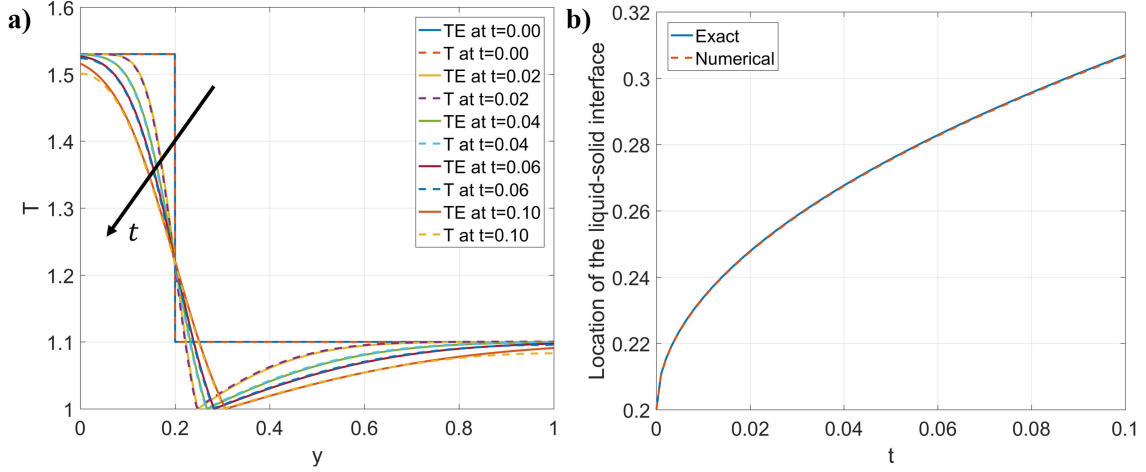 a)
1.6
1.5
1.4
1.3
1.2
1.1
1
T
0
0.2
0.4
0.6
0.8
1
y
t
TE at t=0.00
T at t=0.00
TE at t=0.02
T at t=0.02
TE at t=0.04
T at t=0.04
TE at t=0.06
T at t=0.06
TE at t=0.10
T at t=0.10
b)
0.32
0.3
0.28
0.26
0.24
0.22
0.2
Location of the liquid-solid interface
0
0.02
0.04
0.06
0.08
0.1
t
Exact
Numerical